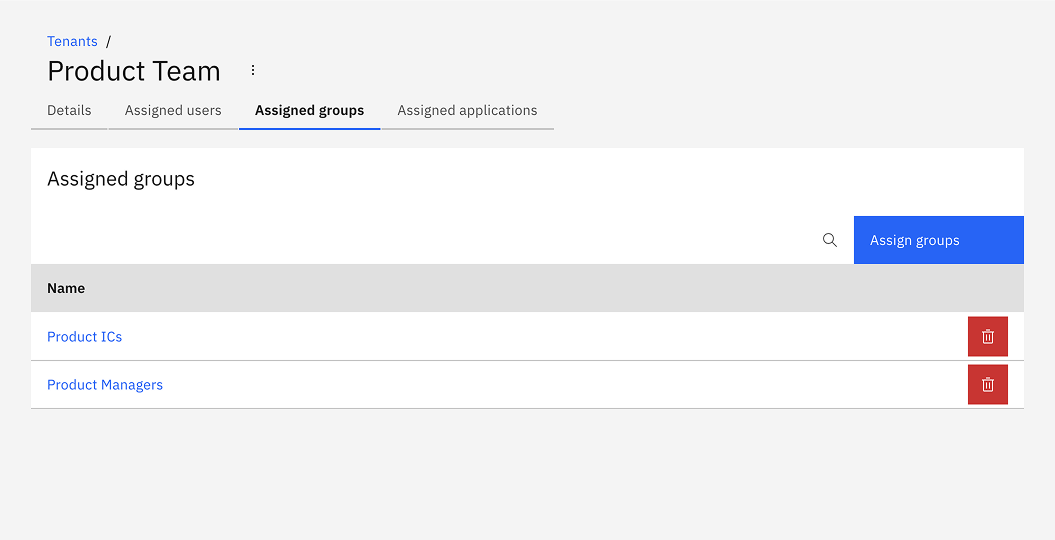 Tenants /
Product Team
Details Assigned users Assigned groups Assigned applications
Assigned groups
Assign groups
Name
Product ICs
Product Managers